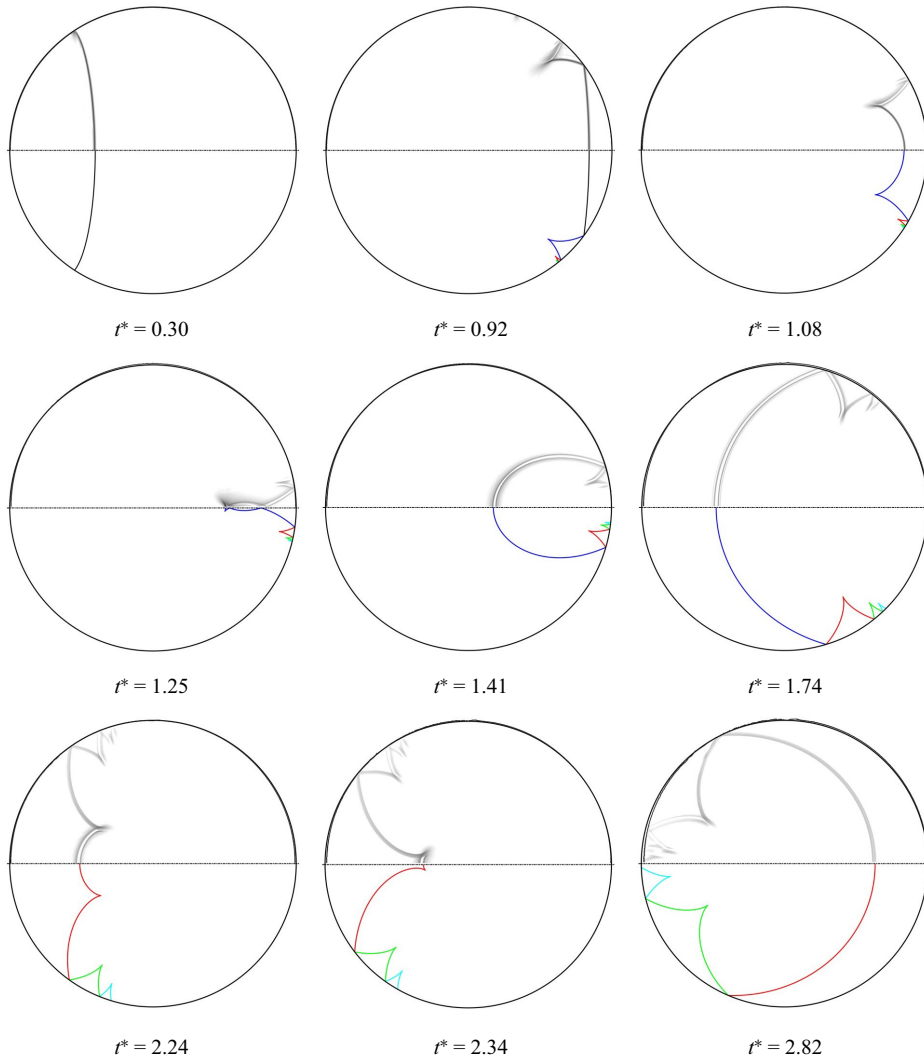 t* = 0.30
t* = 0.92
t* = 1.08
t* = 1.25
t* = 1.41
t* = 1.74
t* = 2.24
t* = 2.34
t* = 2.82